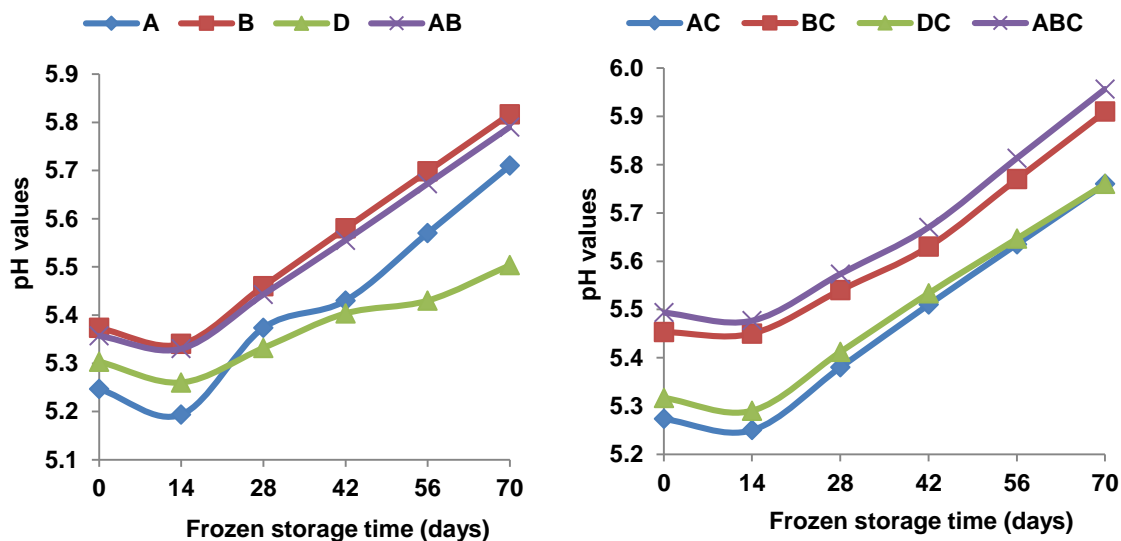 A B D AB
5.9
5.8
5.7
5.6
5.5
5.4
5.3
5.2
5.1
pH values
0 14 28 42 56 70
Frozen storage time (days)
AC BC DC ABC
6.0
5.9
5.8
5.7
5.6
5.5
5.4
5.3
5.2
pH values
0 14 28 42 56 70
Frozen storage time (days)